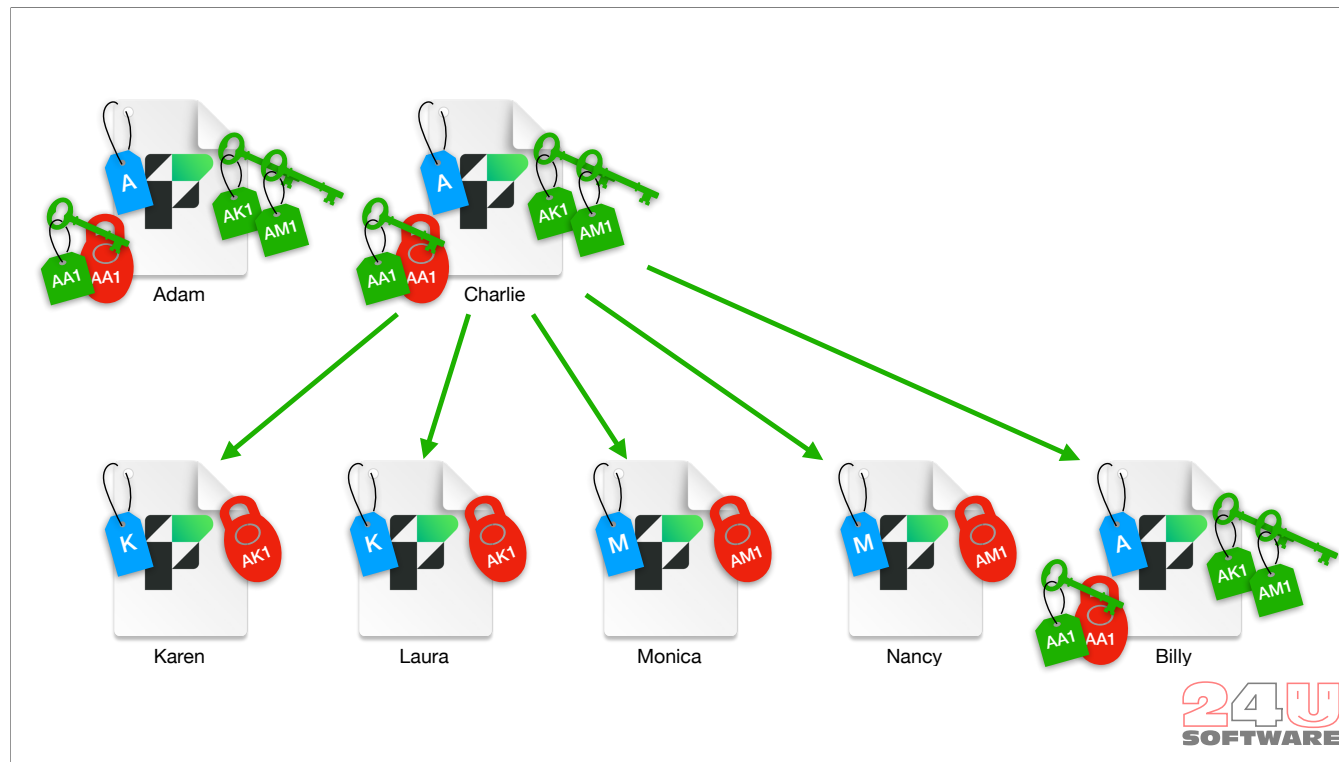 A
AK1
AM1
AA1
AA1
Adam
A
AK1
AM1
AA1
AA1
Charlie
K
AK1
Karen
K
AK1
Laura
M
AM1
Monica
M
AM1
Nancy
A
AK1
AM1
AA1
AA1
Billy
24U
SOFTWARE